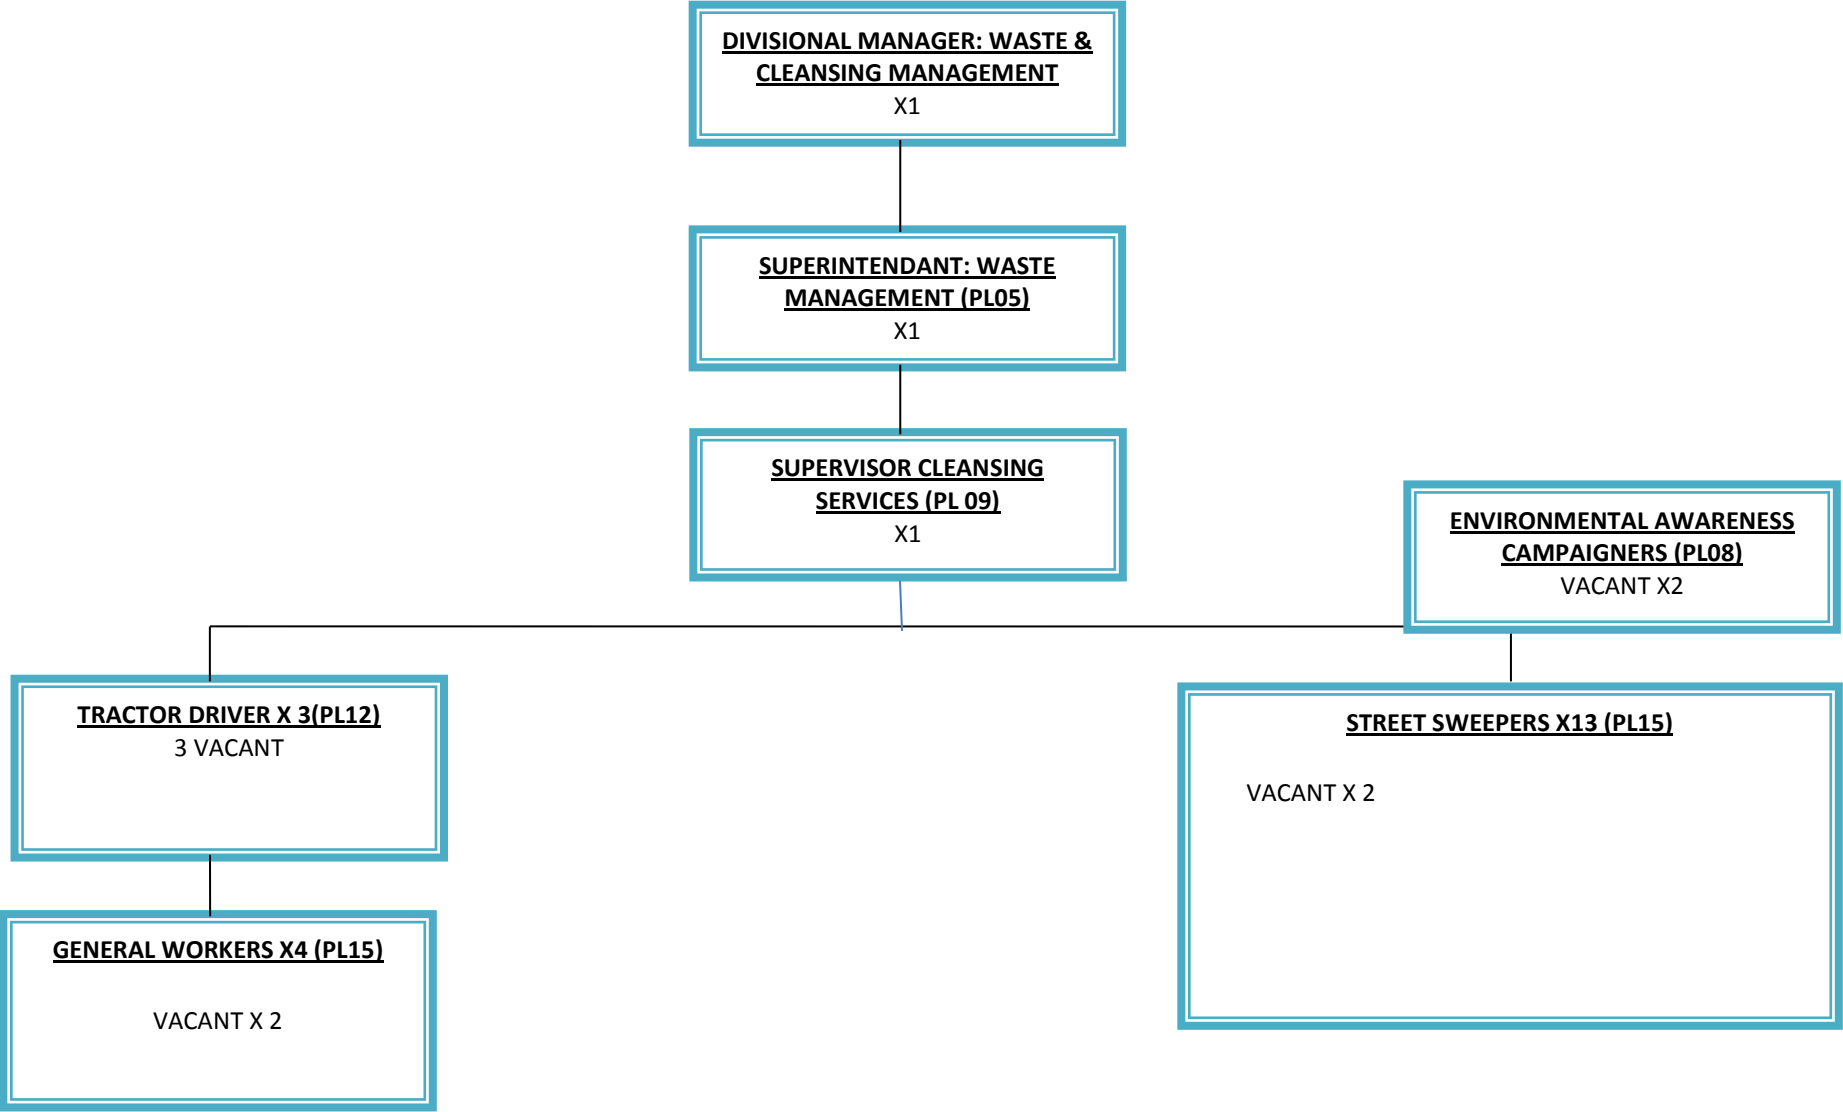 DIVISIONAL MANAGER: WASTE &
CLEANSING MANAGEMENT
X1
SUPERINTENDANT: WASTE
MANAGEMENT (PL05)
X1
SUPERVISOR CLEANSING
SERVICES (PL 09)
X1
ENVIRONMENTAL AWARENESS
CAMPAIGNERS (PL08)
VACANT X2
TRACTOR DRIVER X 3(PL12)
3 VACANT
STREET SWEEPERS X13 (PL15)
VACANT X 2
GENERAL WORKERS X4 (PL15)
VACANT X 2